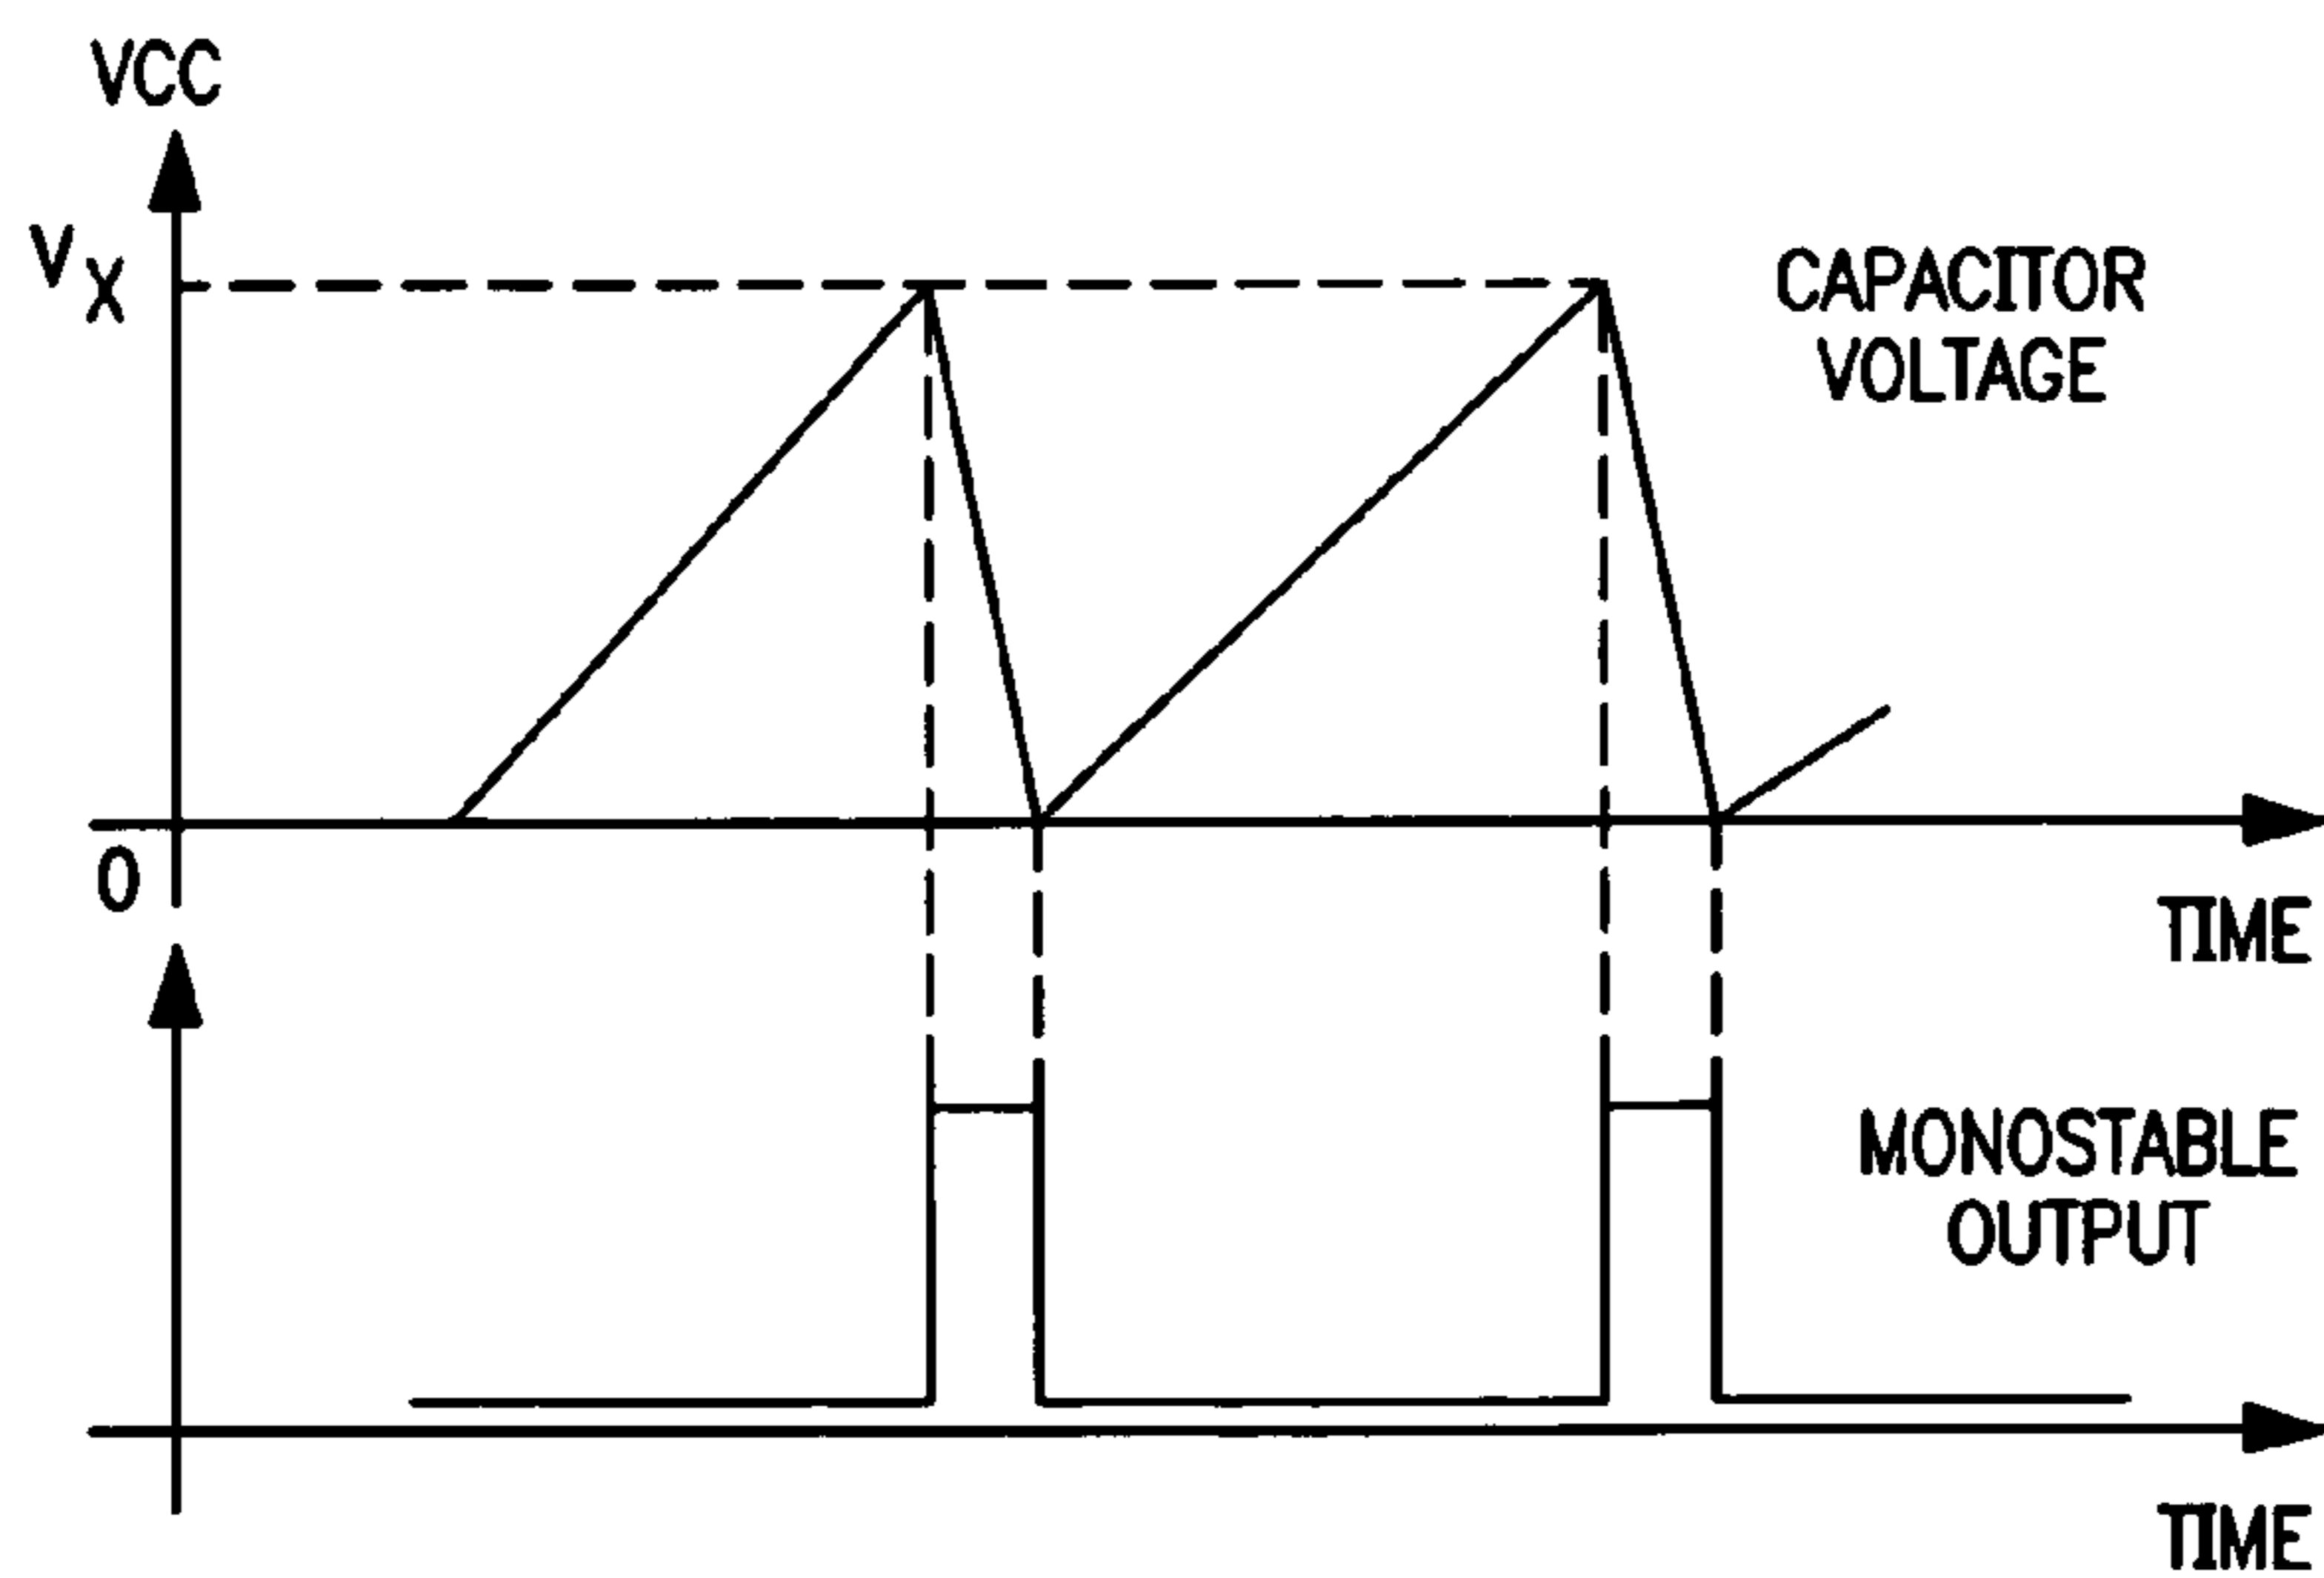 VCC
VX
CAPACITOR
VOLTAGE
0
TIME
MONOSTABLE
OUTPUT
TIME